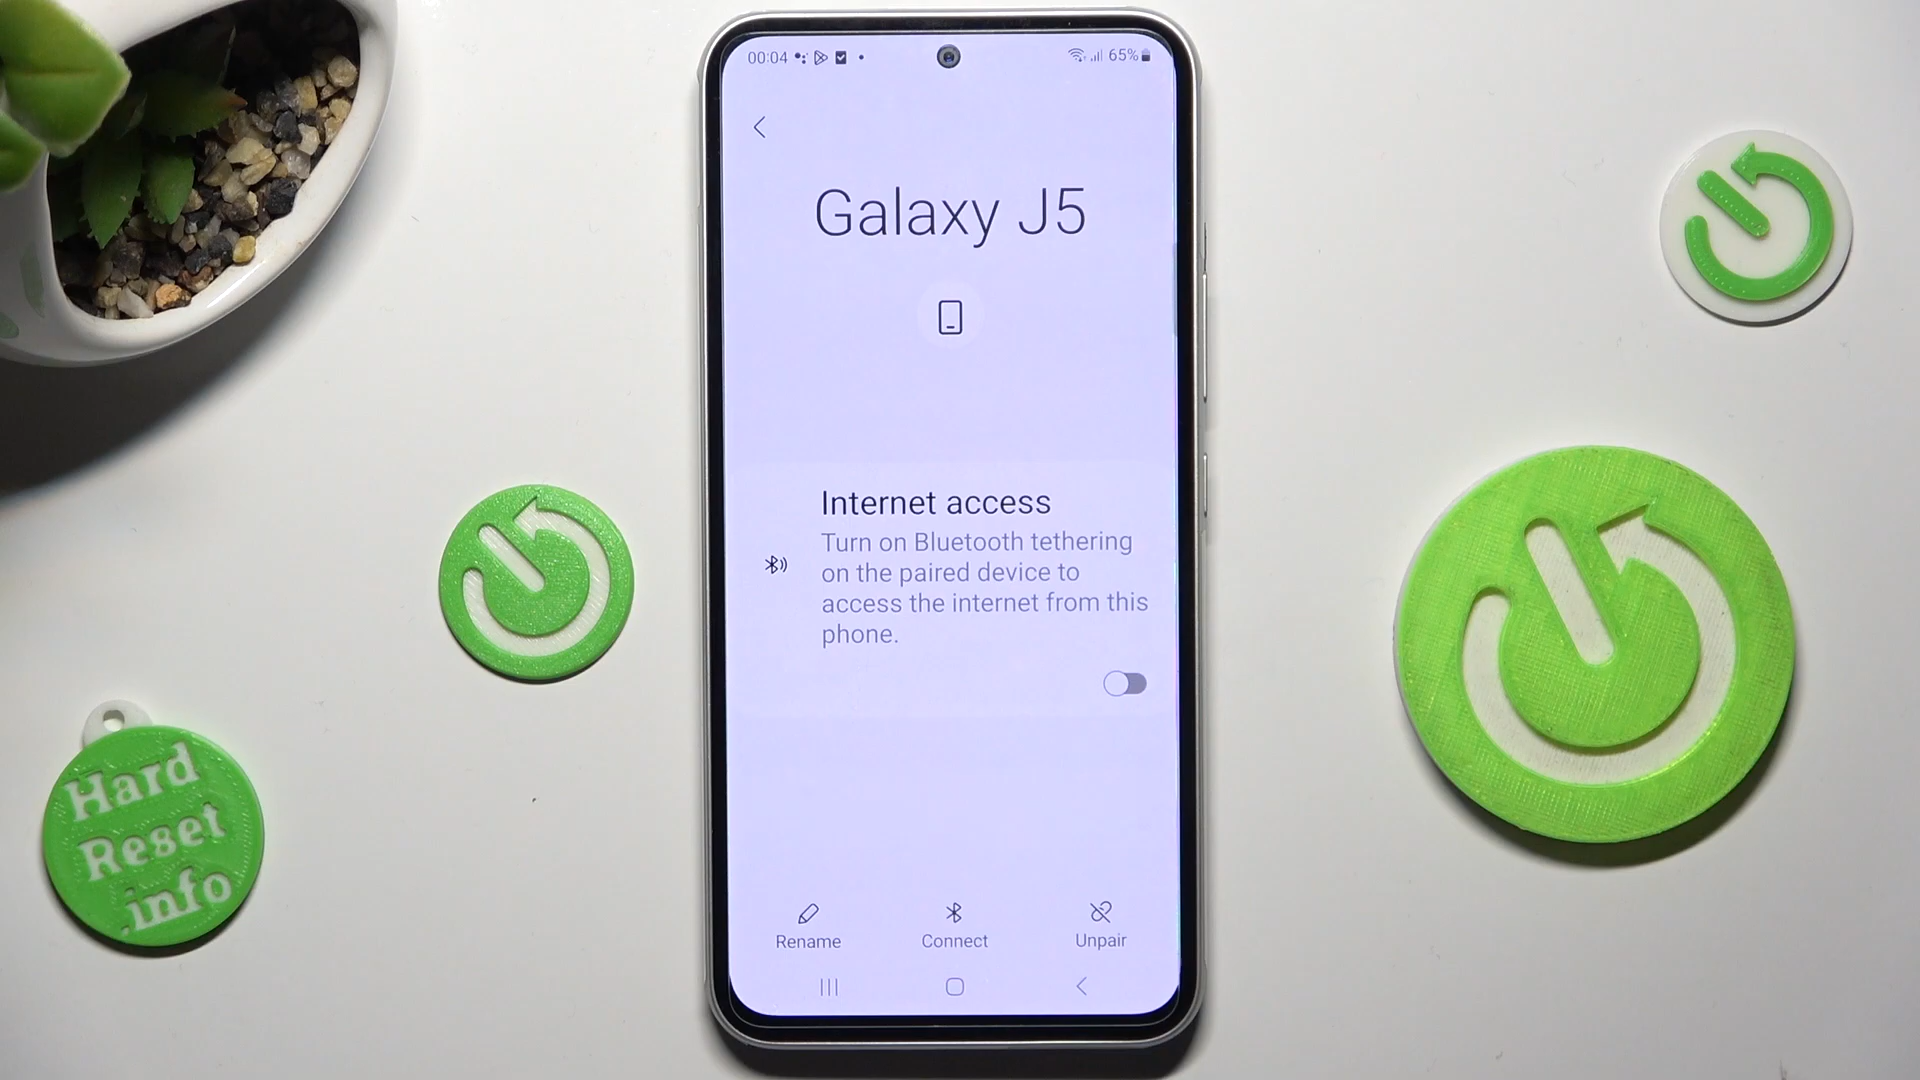 00:04
65%
Galaxy J5
Internet access
Turn on Bluetooth tethering
on the paired device to
access the internet from this
phone.
Rename
Connect
Unpair
Hard
Reset
.info